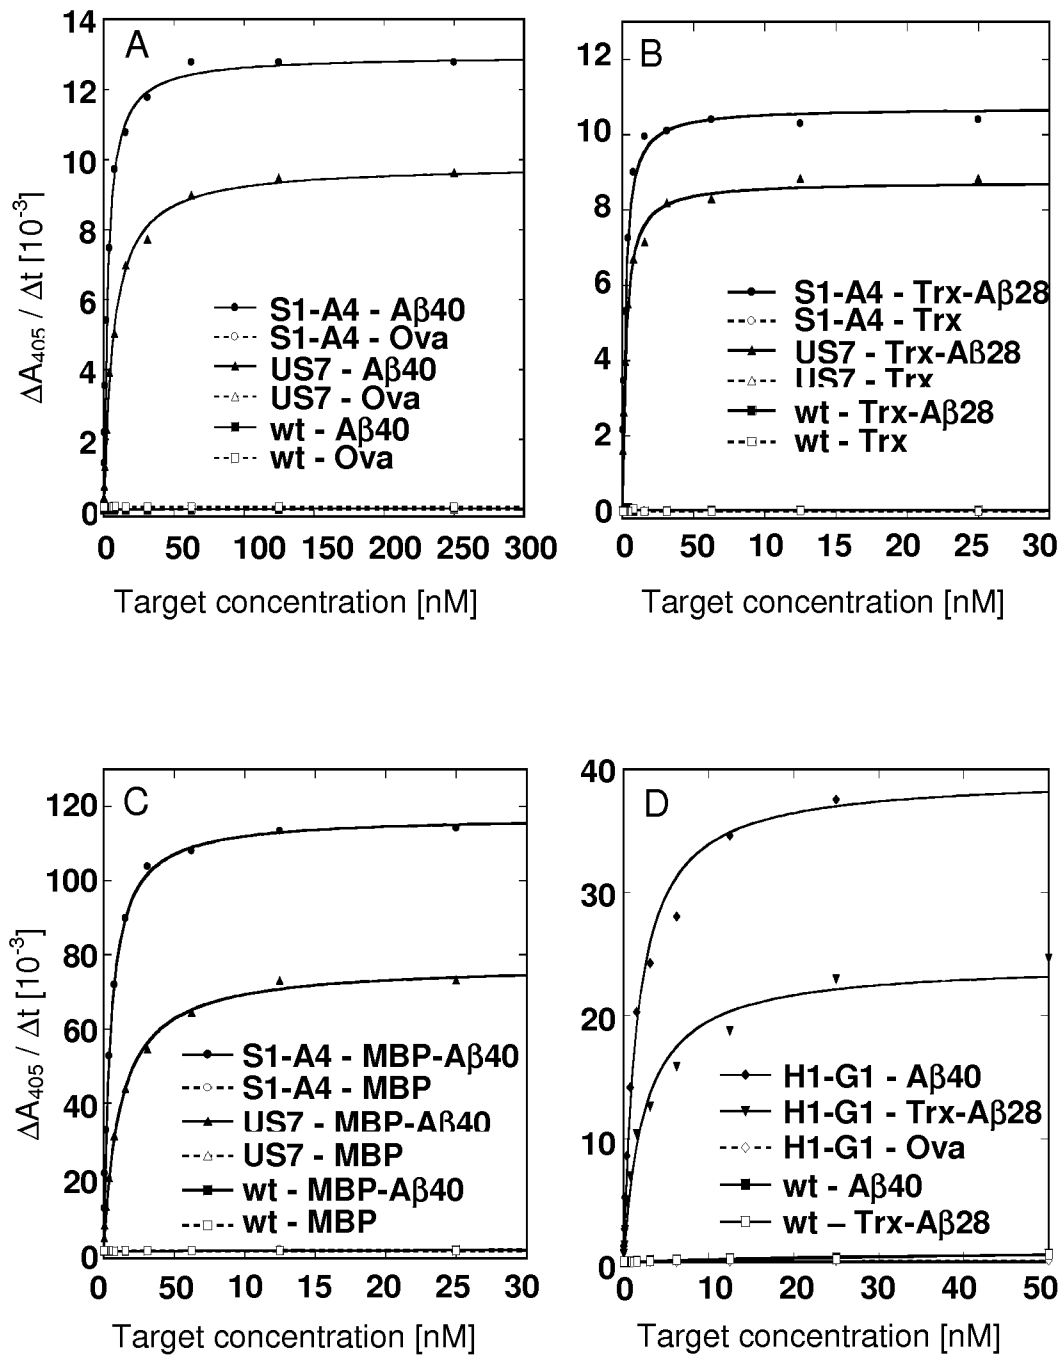 A
14
12
10
8
6
4
2
0
ΔA405 / Δt [10-3]
S1-A4 - Aβ40
S1-A4 - Ova
US7 - Aβ40
US7 - Ova
wt - Aβ40
wt - Ova
0 50 100 150 200 250 300
Target concentration [nM]
B
12
10
8
6
4
2
0
S1-A4 - Trx-Aβ28
S1-A4 - Trx
US7 - Trx-Aβ28
US7 - Trx
wt - Trx-Aβ28
wt - Trx
0 50 10 15 20 25 30
Target concentration [nM]
C
120
100
80
60
40
20
0
ΔA405 / Δt [10-3]
S1-A4 - MBP-Aβ40
S1-A4 - MBP
US7 - MBP-Aβ40
US7 - MBP
wt - MBP-Aβ40
wt - MBP
0 50 10 15 20 25 30
Target concentration [nM]
D
40
30
20
10
0
H1-G1 - Aβ40
H1-G1 - Trx-Aβ28
H1-G1 - Ova
wt - Aβ40
wt – Trx-Aβ28
0 10 20 30 40 50
Target concentration [nM]